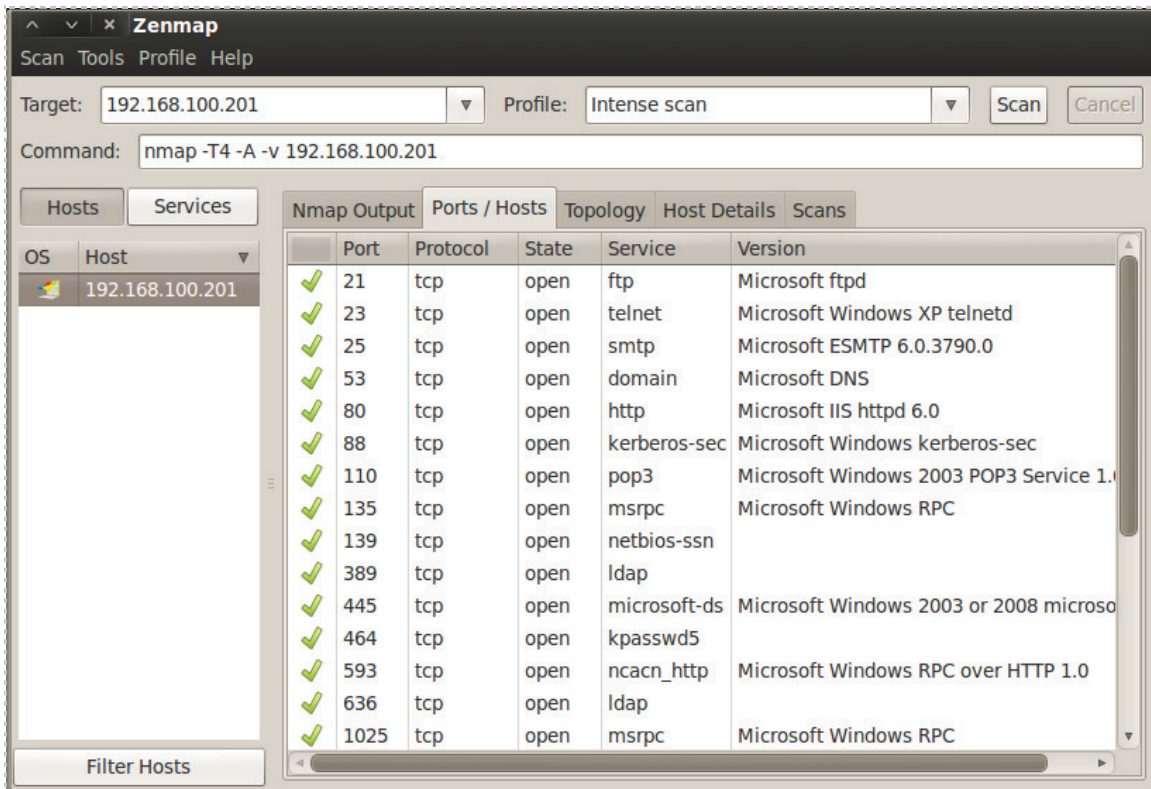 Zenmap
Scan Tools Profile Help
Target: 192.168.100.201 Profile: Intense scan Scan Cancel
Command: nmap -T4 -A -v 192.168.100.201
Hosts Services
Nmap Output Ports / Hosts Topology Host Details Scans
OS Host
192.168.100.201
Port Protocol State Service Version
21 tcp open ftp Microsoft ftpd
23 tcp open telnet Microsoft Windows XP telnetd
25 tcp open smtp Microsoft ESMTP 6.0.3790.0
53 tcp open domain Microsoft DNS
80 tcp open http Microsoft IIS httpd 6.0
88 tcp open kerberos-sec Microsoft Windows kerberos-sec
110 tcp open pop3 Microsoft Windows 2003 POP3 Service 1.
135 tcp open msrpc Microsoft Windows RPC
139 tcp open netbios-ssn
389 tcp open ldap
445 tcp open microsoft-ds Microsoft Windows 2003 or 2008 microso
464 tcp open kpasswd5
593 tcp open ncacn_http Microsoft Windows RPC over HTTP 1.0
636 tcp open ldap
1025 tcp open msrpc Microsoft Windows RPC
Filter Hosts